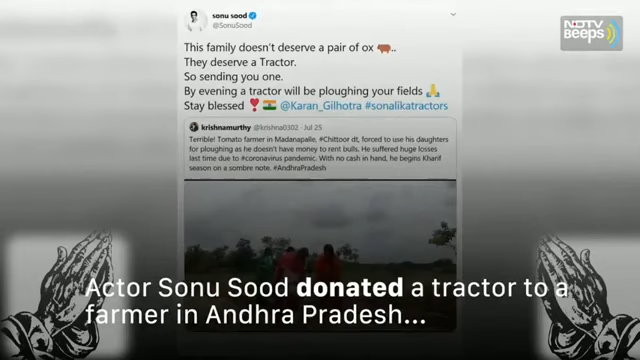 sonu sood
@SonuSood
NDTV
Beeps
This family doesn't deserve a pair of ox 🐂..
They deserve a Tractor.
So sending you one.
By evening a tractor will be ploughing your fields 🙏
Stay blessed ❣️ 🇮🇳 @Karan_Gilhotra #sonalikatractors
krishnamurthy @krishna0302 · Jul 25
Terrible! Tomato farmer in Madanapalle, #Chittoor dt, forced to use his daughters
for ploughing as he doesn't have money to rent bulls. He suffered huge losses
last time due to #coronavirus pandemic. With no cash in hand, he begins Kharif
season on a sombre note. #AndhraPradesh
Actor Sonu Sood donated a tractor to a
farmer in Andhra Pradesh...